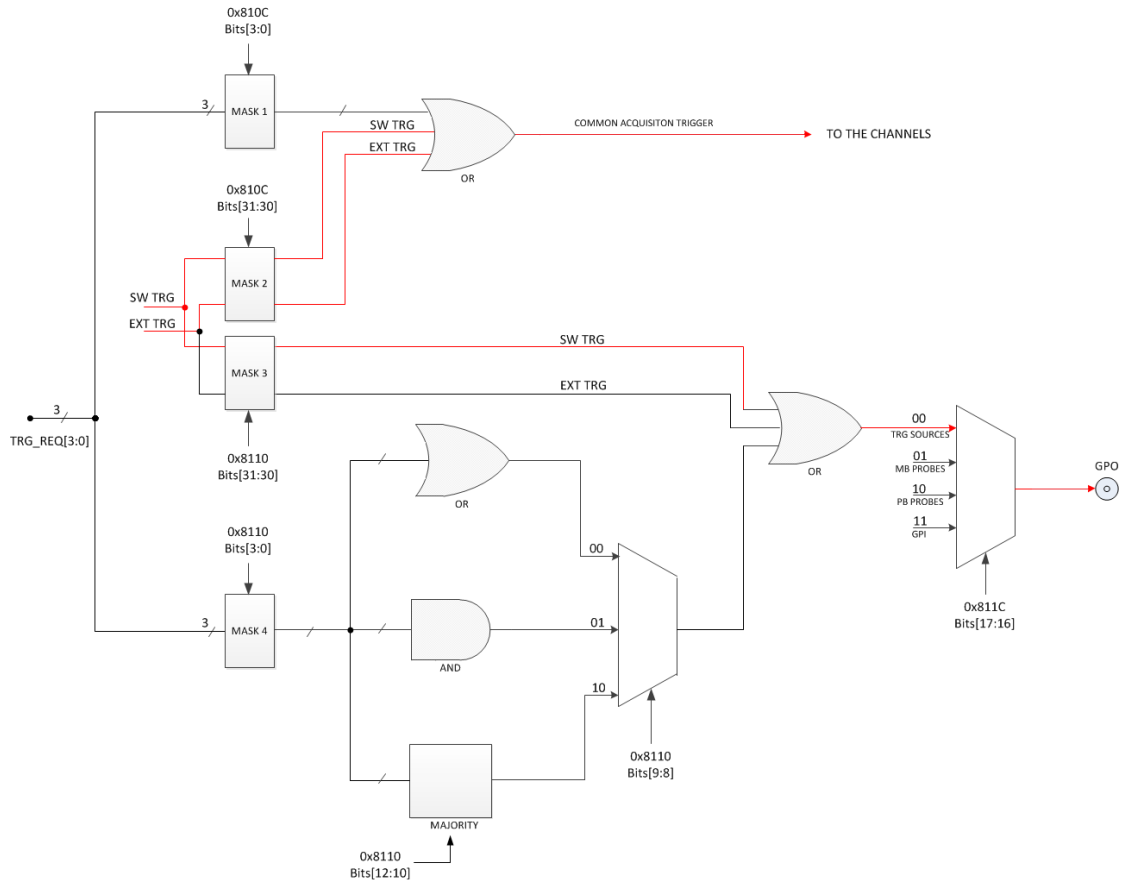 0x810C
Bits[3:0]
3
MASK 1
SW TRG
EXT TRG
OR
COMMON ACQUISITON TRIGGER
TO THE CHANNELS
0x810C
Bits[31:30]
MASK 2
SW TRG
EXT TRG
MASK 3
SW TRG
EXT TRG
0x8110
Bits[31:30]
3
TRG_REQ[3:0]
OR
OR
00
TRG SOURCES
01
MB PROBES
10
PB PROBES
11
GPI
GPO
0x811C
Bits[17:16]
0x8110
Bits[3:0]
3
MASK 4
00
01
10
AND
0x8110
Bits[9:8]
MAJORITY
0x8110
Bits[12:10]